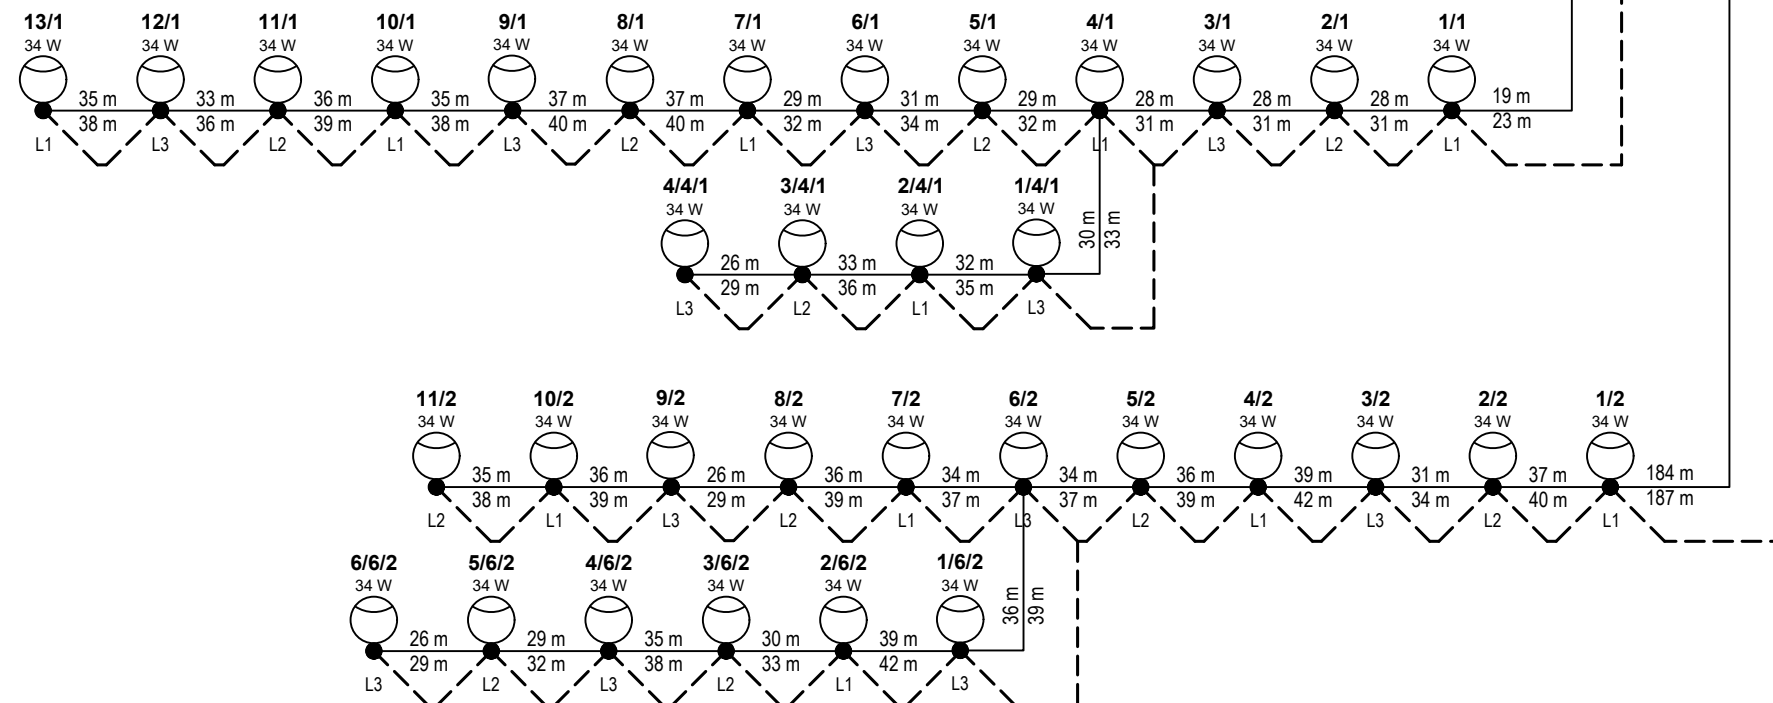 13/1 12/1 11/1 10/1 9/1 8/1 7/1 6/1 5/1 4/1 3/1 2/1 1/1
34 W 34 W 34 W 34 W 34 W 34 W 34 W 34 W 34 W 34 W 34 W 34 W 34 W
35 m 33 m 36 m 35 m 37 m 37 m 29 m 31 m 29 m 28 m 28 m 28 m 19 m
38 m 36 m 39 m 38 m 40 m 40 m 32 m 34 m 32 m 31 m 31 m 31 m 23 m
L1 L3 L2 L1 L3 L2 L1 L3 L2 L1 L3 L2 L1
4/4/1 3/4/1 2/4/1 1/4/1
34 W 34 W 34 W 34 W
30 m
33 m
26 m 33 m 32 m
29 m 36 m 35 m
L3 L2 L1 L3
11/2 10/2 9/2 8/2 7/2 6/2 5/2 4/2 3/2 2/2 1/2
34 W 34 W 34 W 34 W 34 W 34 W 34 W 34 W 34 W 34 W 34 W
35 m 36 m 26 m 36 m 34 m 34 m 36 m 39 m 31 m 37 m 184 m
38 m 39 m 29 m 39 m 37 m 37 m 39 m 42 m 34 m 40 m 187 m
L2 L1 L3 L2 L1 L3 L2 L1 L3 L2 L1
6/6/2 5/6/2 4/6/2 3/6/2 2/6/2 1/6/2
34 W 34 W 34 W 34 W 34 W 34 W
36 m
39 m
26 m 29 m 35 m 30 m 39 m
29 m 32 m 38 m 33 m 42 m
L3 L2 L3 L2 L1 L3